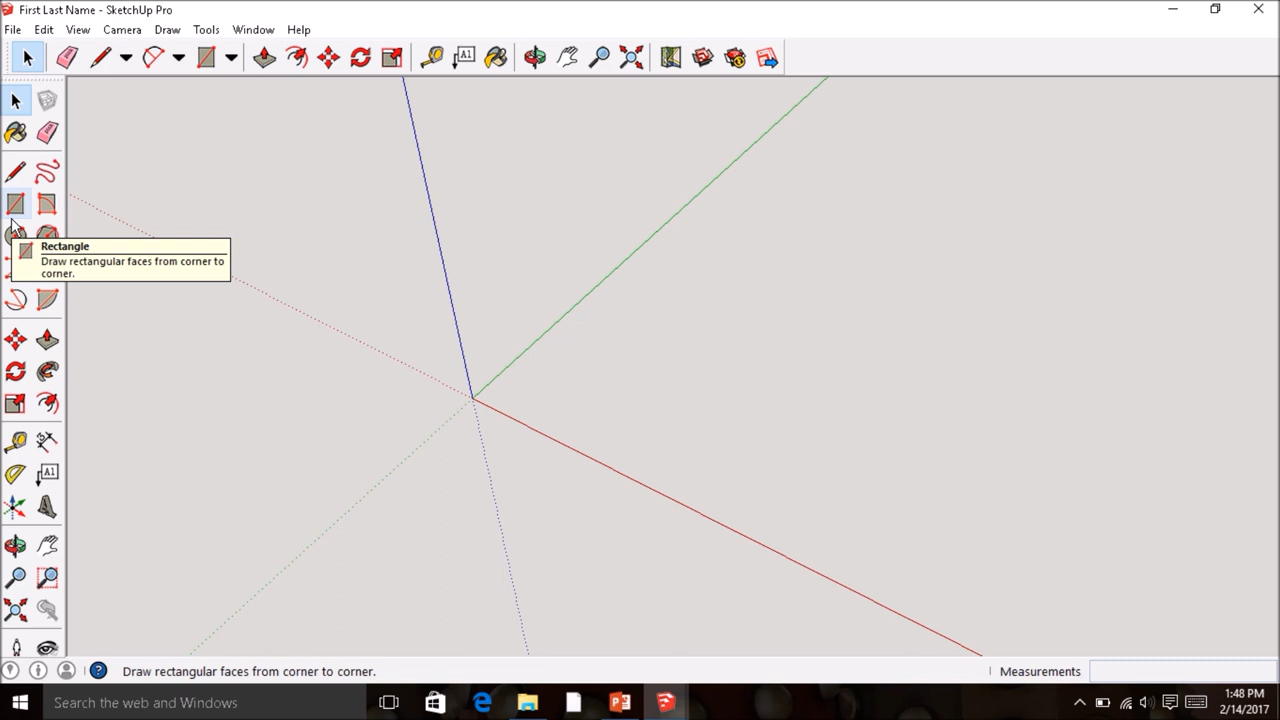 First Last Name - SketchUp Pro
File Edit View Camera Draw Tools Window Help
A1
Rectangle
Draw rectangular faces from corner to
corner.
A1
Draw rectangular faces from corner to corner.
Measurements
Search the web and Windows
1:48 PM
2/14/2017